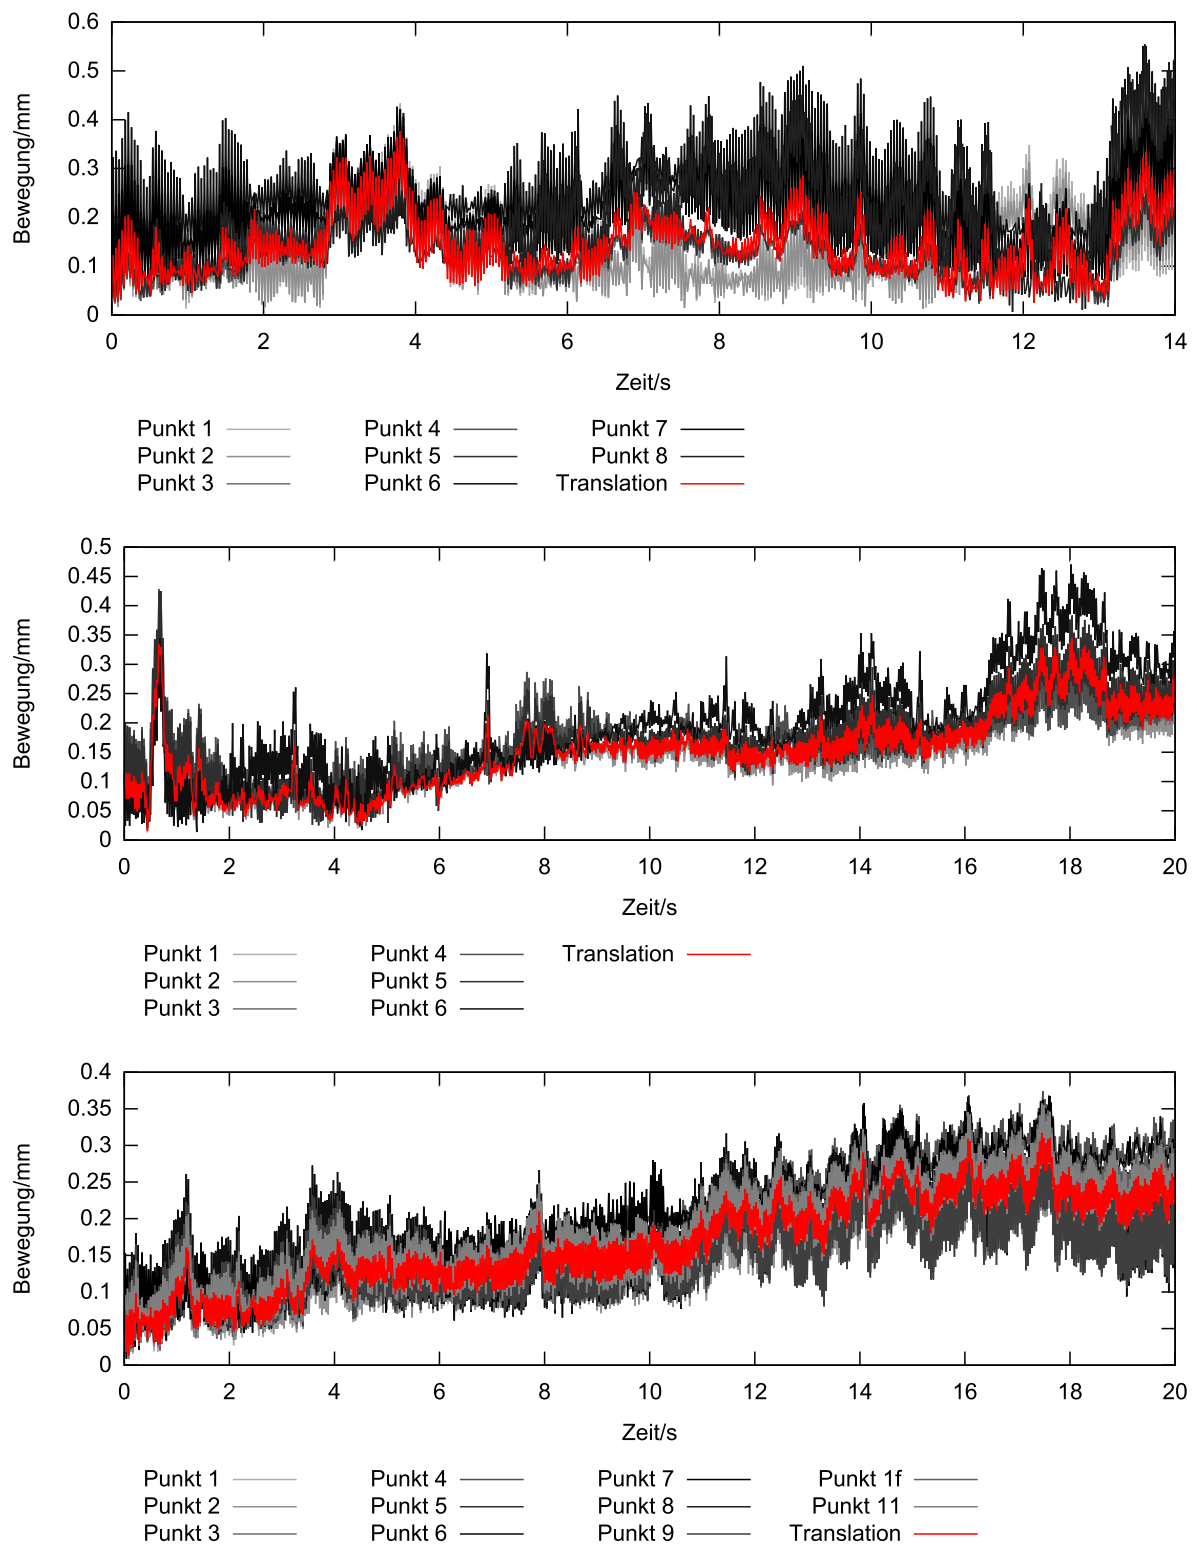 0.6
0.5
0.4
0.3
0.2
0.1
0
Bewegung/mm
0 2 4 6 8 10 12 14
Zeit/s
Punkt 1 Punkt 4 Punkt 7
Punkt 2 Punkt 5 Punkt 8
Punkt 3 Punkt 6 Translation
0.5
0.45
0.4
0.35
0.3
0.25
0.2
0.15
0.1
0.05
0
Bewegung/mm
0 2 4 6 8 10 12 14 16 18 20
Zeit/s
Punkt 1 Punkt 4 Translation
Punkt 2 Punkt 5
Punkt 3 Punkt 6
0.4
0.35
0.3
0.25
0.2
0.15
0.1
0.05
0
Bewegung/mm
0 2 4 6 8 10 12 14 16 18 20
Zeit/s
Punkt 1 Punkt 4 Punkt 7 Punkt 1f
Punkt 2 Punkt 5 Punkt 8 Punkt 11
Punkt 3 Punkt 6 Punkt 9 Translation